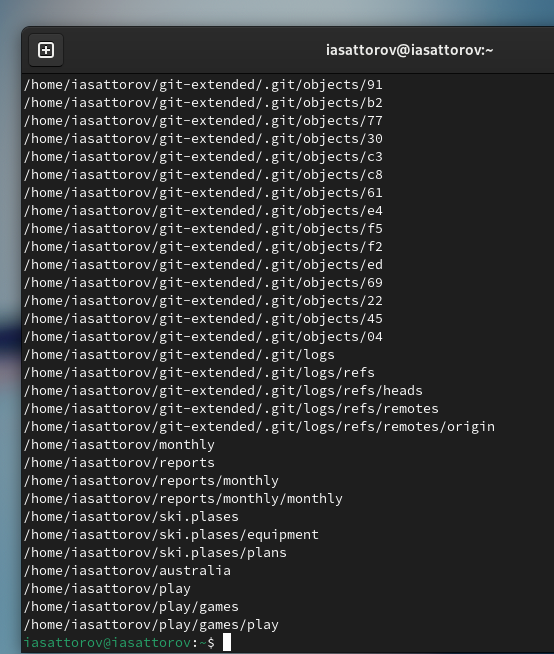 iasattorov@iasattorov:~
/home/iasattorov/git-extended/.git/objects/91
/home/iasattorov/git-extended/.git/objects/b2
/home/iasattorov/git-extended/.git/objects/77
/home/iasattorov/git-extended/.git/objects/30
/home/iasattorov/git-extended/.git/objects/c3
/home/iasattorov/git-extended/.git/objects/c8
/home/iasattorov/git-extended/.git/objects/61
/home/iasattorov/git-extended/.git/objects/e4
/home/iasattorov/git-extended/.git/objects/f5
/home/iasattorov/git-extended/.git/objects/f2
/home/iasattorov/git-extended/.git/objects/ed
/home/iasattorov/git-extended/.git/objects/69
/home/iasattorov/git-extended/.git/objects/22
/home/iasattorov/git-extended/.git/objects/45
/home/iasattorov/git-extended/.git/objects/04
/home/iasattorov/git-extended/.git/logs
/home/iasattorov/git-extended/.git/logs/refs
/home/iasattorov/git-extended/.git/logs/refs/heads
/home/iasattorov/git-extended/.git/logs/refs/remotes
/home/iasattorov/git-extended/.git/logs/refs/remotes/origin
/home/iasattorov/monthly
/home/iasattorov/reports
/home/iasattorov/reports/monthly
/home/iasattorov/reports/monthly/monthly
/home/iasattorov/ski.plases
/home/iasattorov/ski.plases/equipment
/home/iasattorov/ski.plases/plans
/home/iasattorov/australia
/home/iasattorov/play
/home/iasattorov/play/games
/home/iasattorov/play/games/play
iasattorov@iasattorov:~$